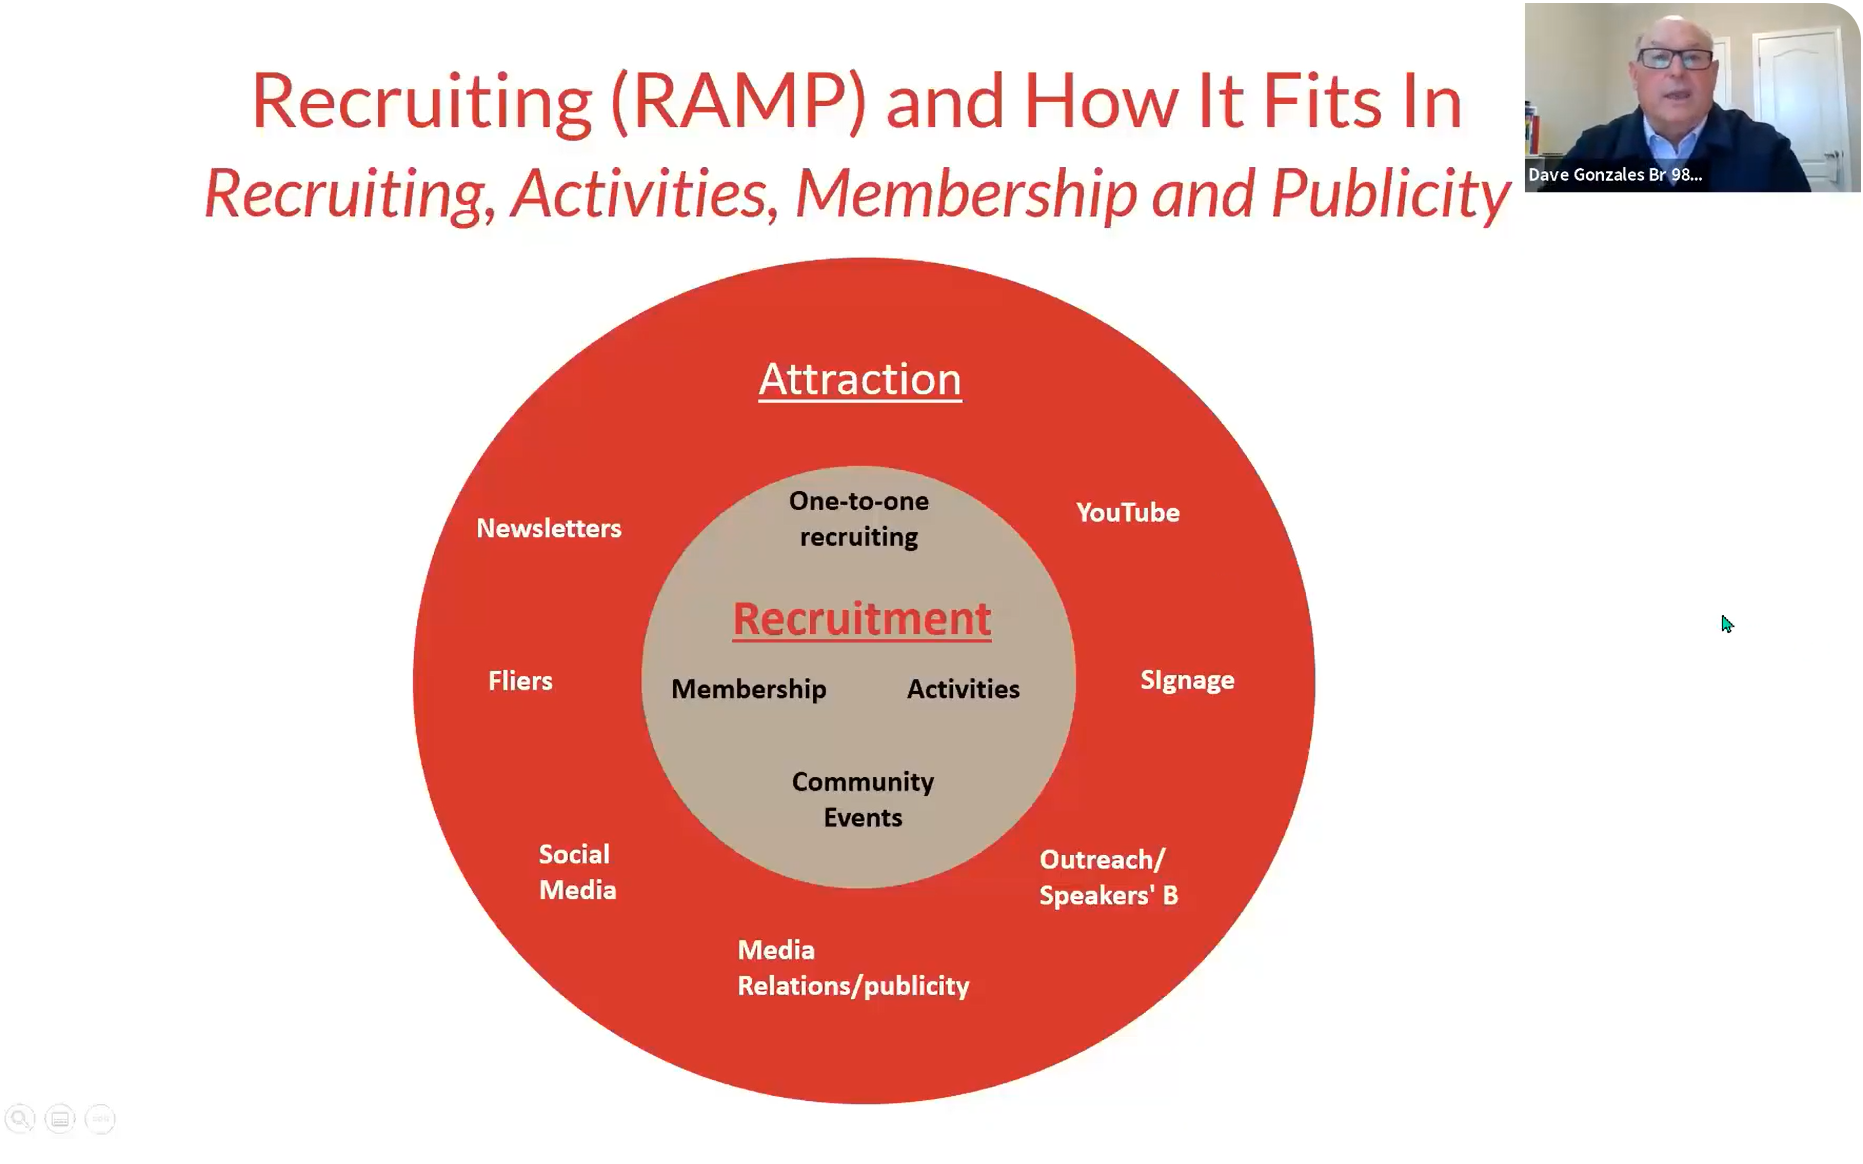 Recruiting (RAMP) and How It Fits In
Recruiting, Activities, Membership and Publicity
Dave Gonzales Br 98...
Attraction
One-to-one
recruiting
Newsletters
YouTube
Recruitment
Fliers
Membership
Activities
SIgnage
Community
Events
Social
Media
Outreach/
Speakers' B
Media
Relations/publicity